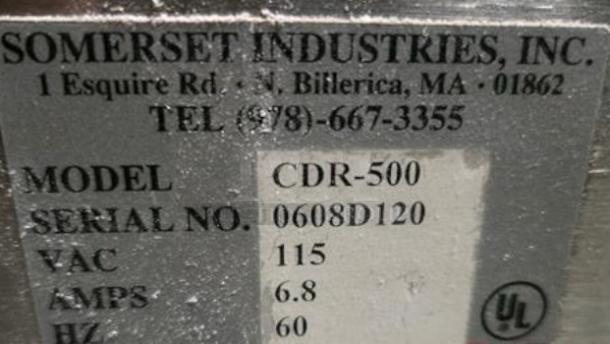 SOMERSET INDUSTRIES, INC.
1 Esquire Rd. · N. Billerica, MA · 01862
TEL (978)-667-3355
MODEL CDR-500
SERIAL NO. 0608D120
VAC 115
AMPS 6.8
HZ 60
UL